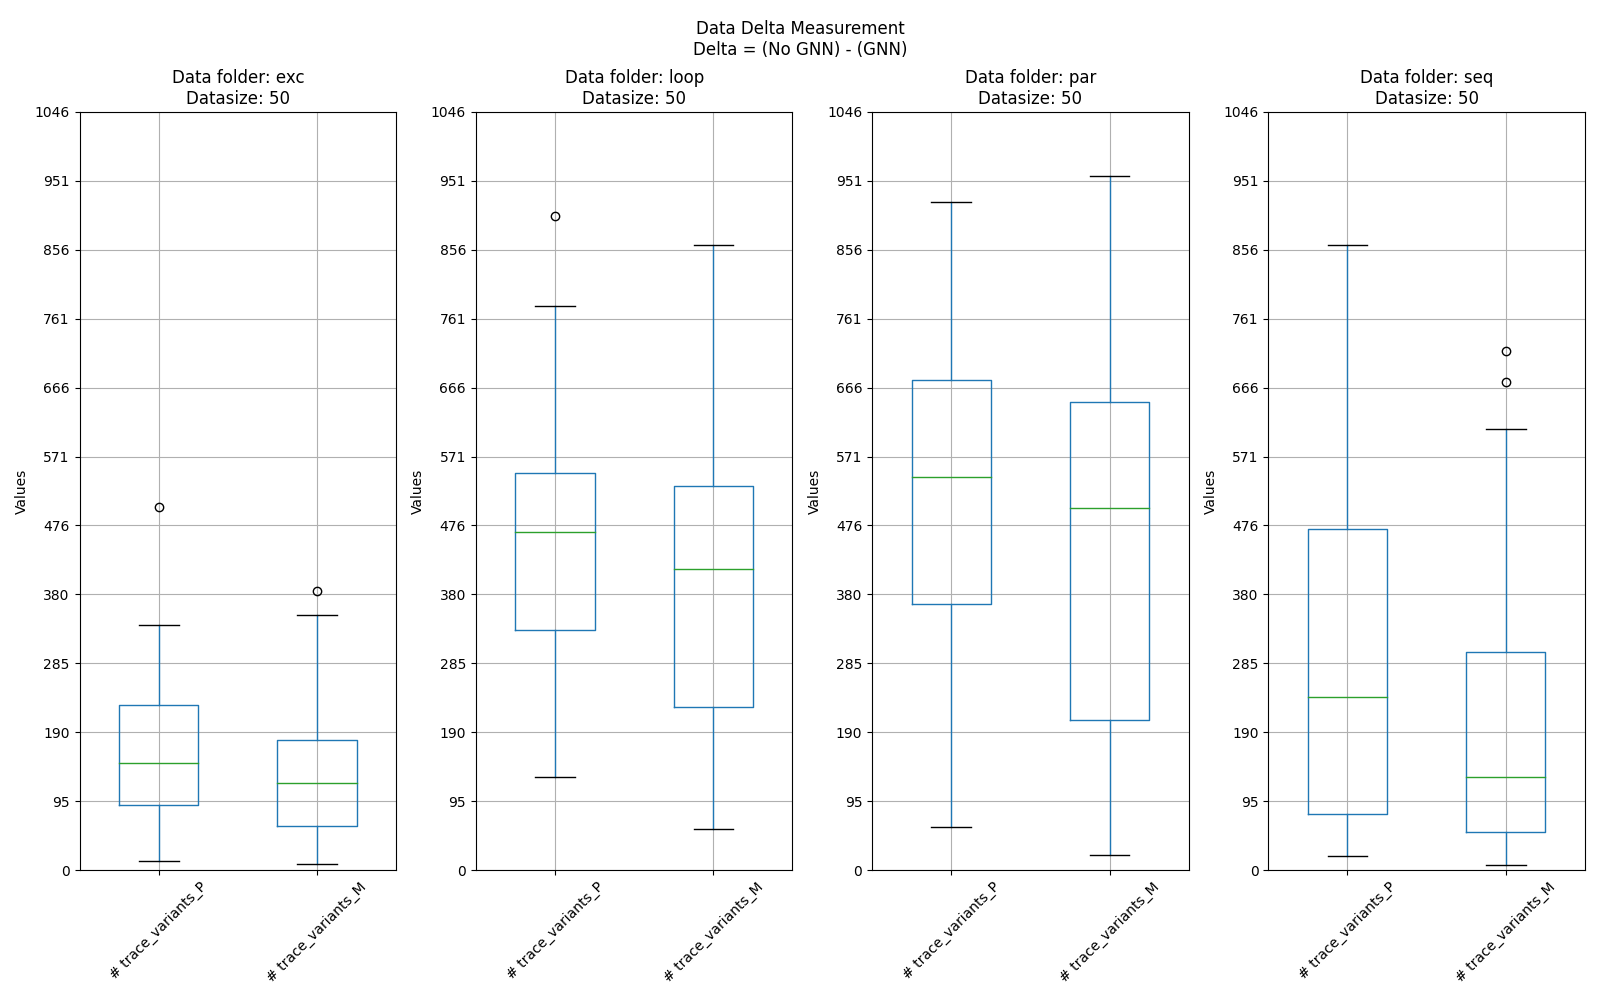 Data Delta Measurement
Delta = (No GNN) - (GNN)
Data folder: exc
Datasize: 50
1046
951
856
761
666
571
476
380
285
190
95
0
Values
# trace_variants_P
# trace_variants_M
Data folder: loop
Datasize: 50
1046
951
856
761
666
571
476
380
285
190
95
0
Values
# trace_variants_P
# trace_variants_M
Data folder: par
Datasize: 50
1046
951
856
761
666
571
476
380
285
190
95
0
Values
# trace_variants_P
# trace_variants_M
Data folder: seq
Datasize: 50
1046
951
856
761
666
571
476
380
285
190
95
0
Values
# trace_variants_P
# trace_variants_M